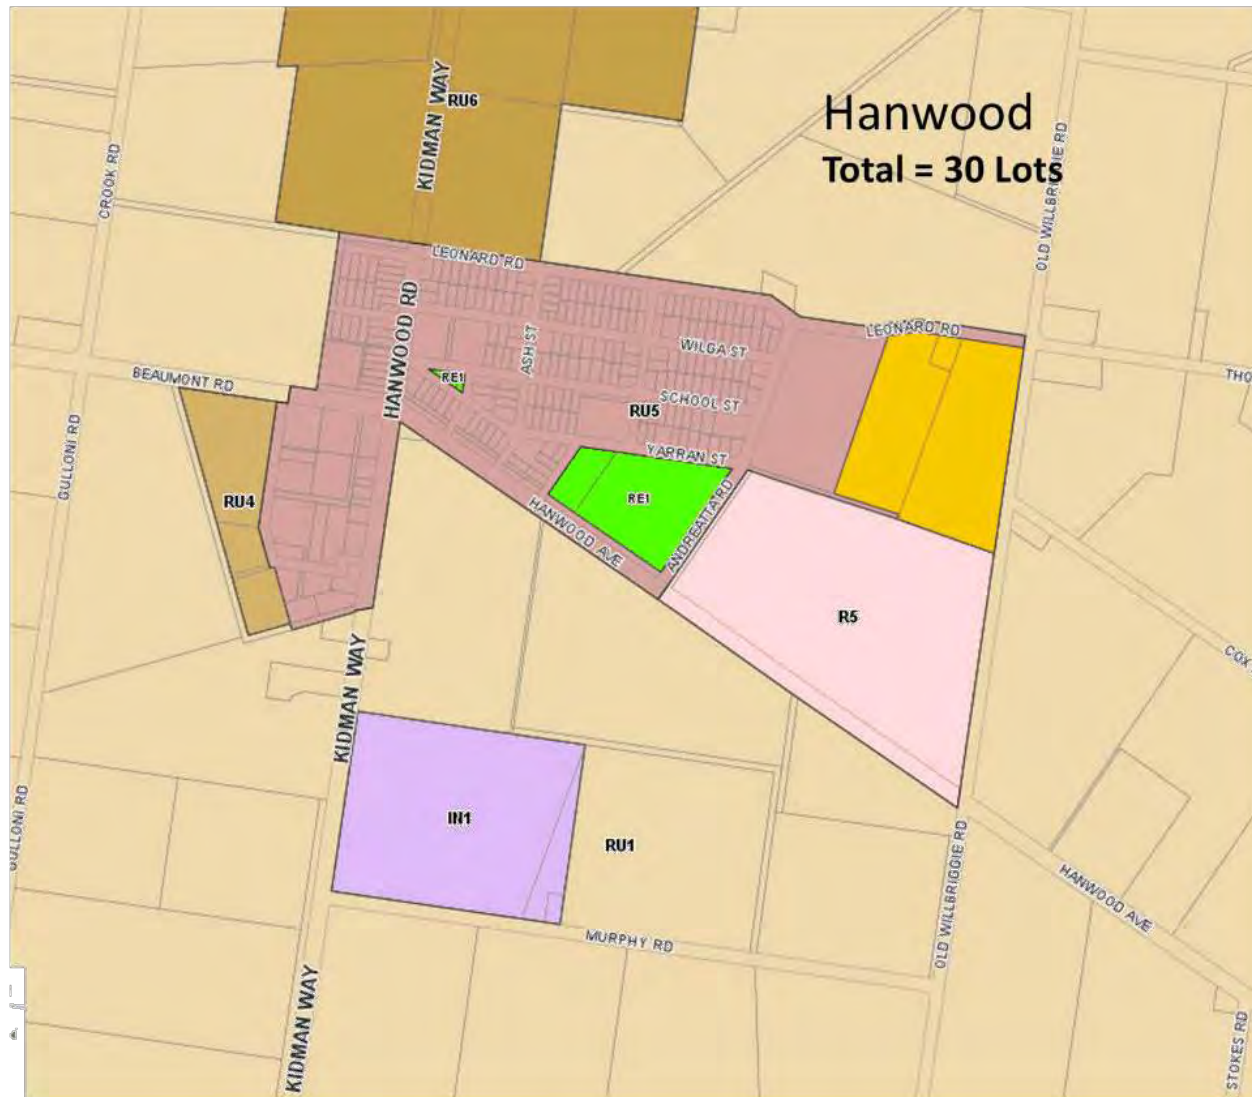 KIDMAN WAY
RU6
Hanwood
Total = 30 Lots
CROOK RD
OLD WILLBRIGGIE RD
LEONARD RD
HANWOOD RD
ASH ST
WILGA ST
LEONARD RD
BEAUMONT RD
RE1
SCHOOL ST
RU5
THO
GULLONI RD
YARRAN ST
RU4
RE1
HANWOOD AVE
ANDREATTA RD
R5
COX
KIDMAN WAY
GULLONI RD
IN1
RU1
OLD WILLBRIGGIE RD
HANWOOD AVE
MURPHY RD
KIDMAN WAY
STOKES RD